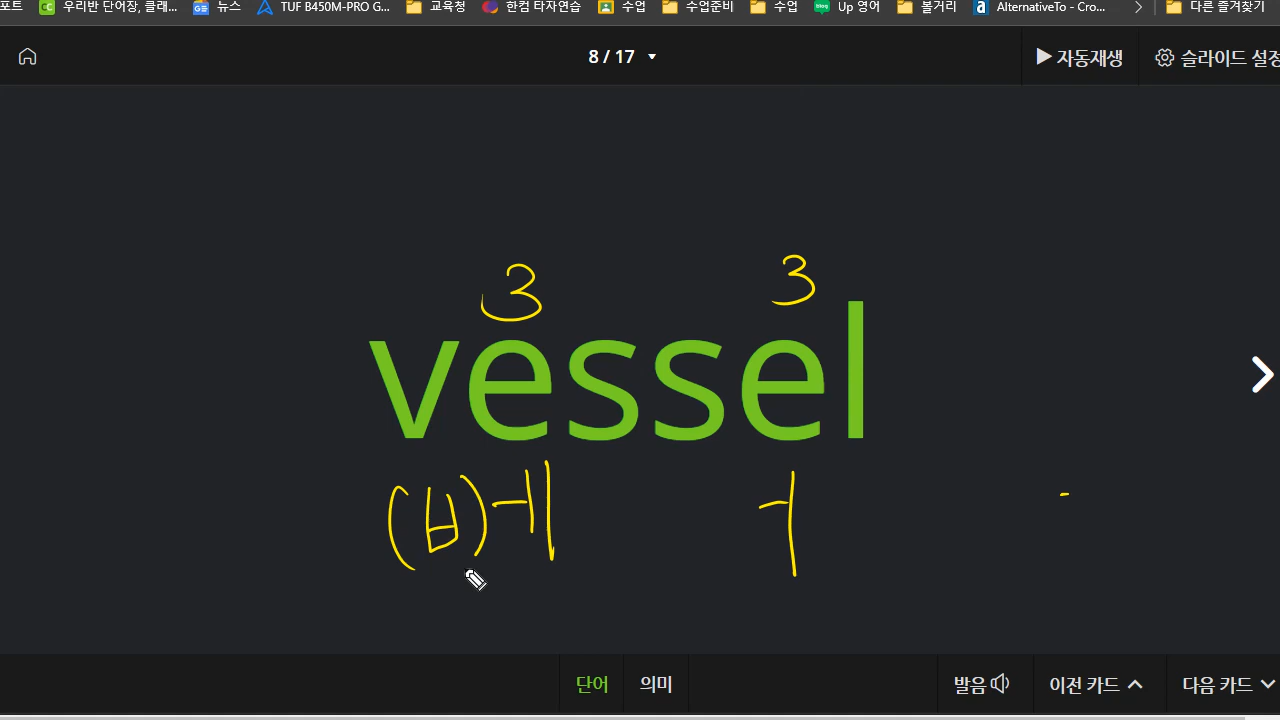 포트 우리반 단어장, 클래... 뉴스 TUF B450M-PRO G... 교육청 한컴 타자연습 수업 수업준비 수업 Up 영어 볼거리 AlternativeTo - Cro... 다른 즐겨찾기
8 / 17 자동재생 슬라이드 설정
3 3
vessel
(ㅂ)ㅔ ㅓ
단어 의미 발음 이전 카드 다음 카드